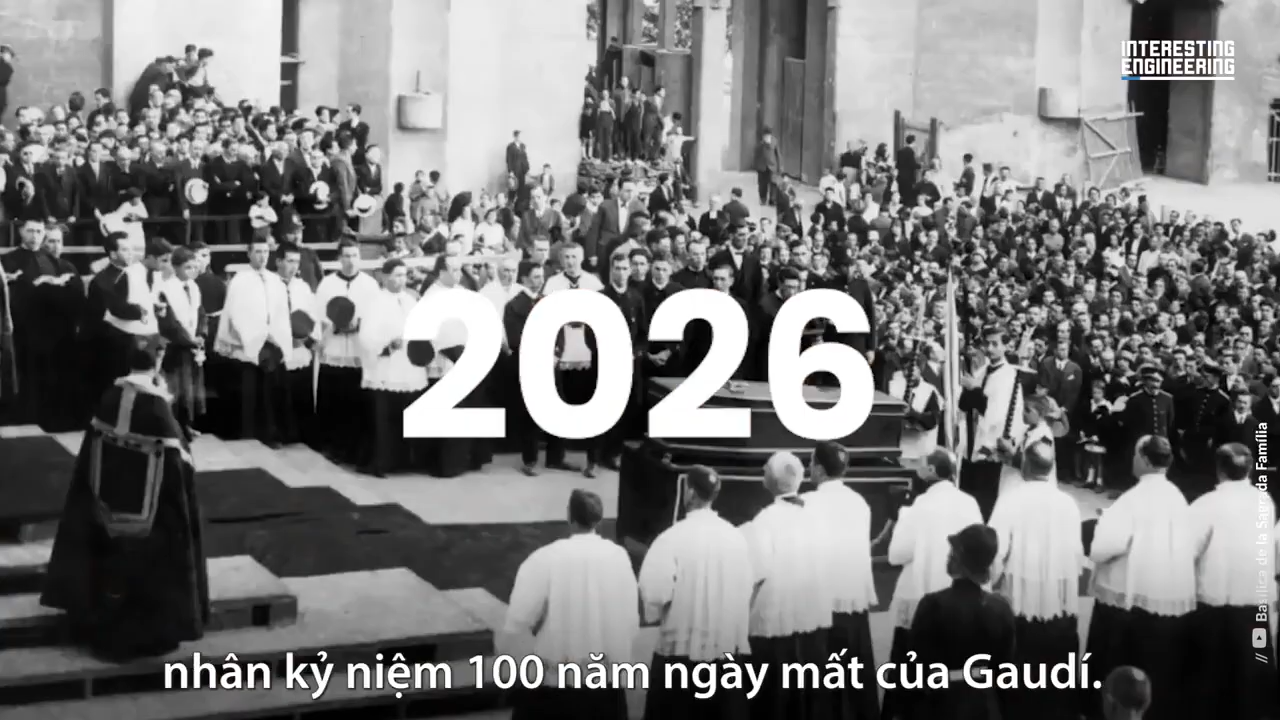 INTERESTING
ENGINEERING
2026
// Basílica de la Sagrada Família
nhân kỷ niệm 100 năm ngày mất của Gaudí.